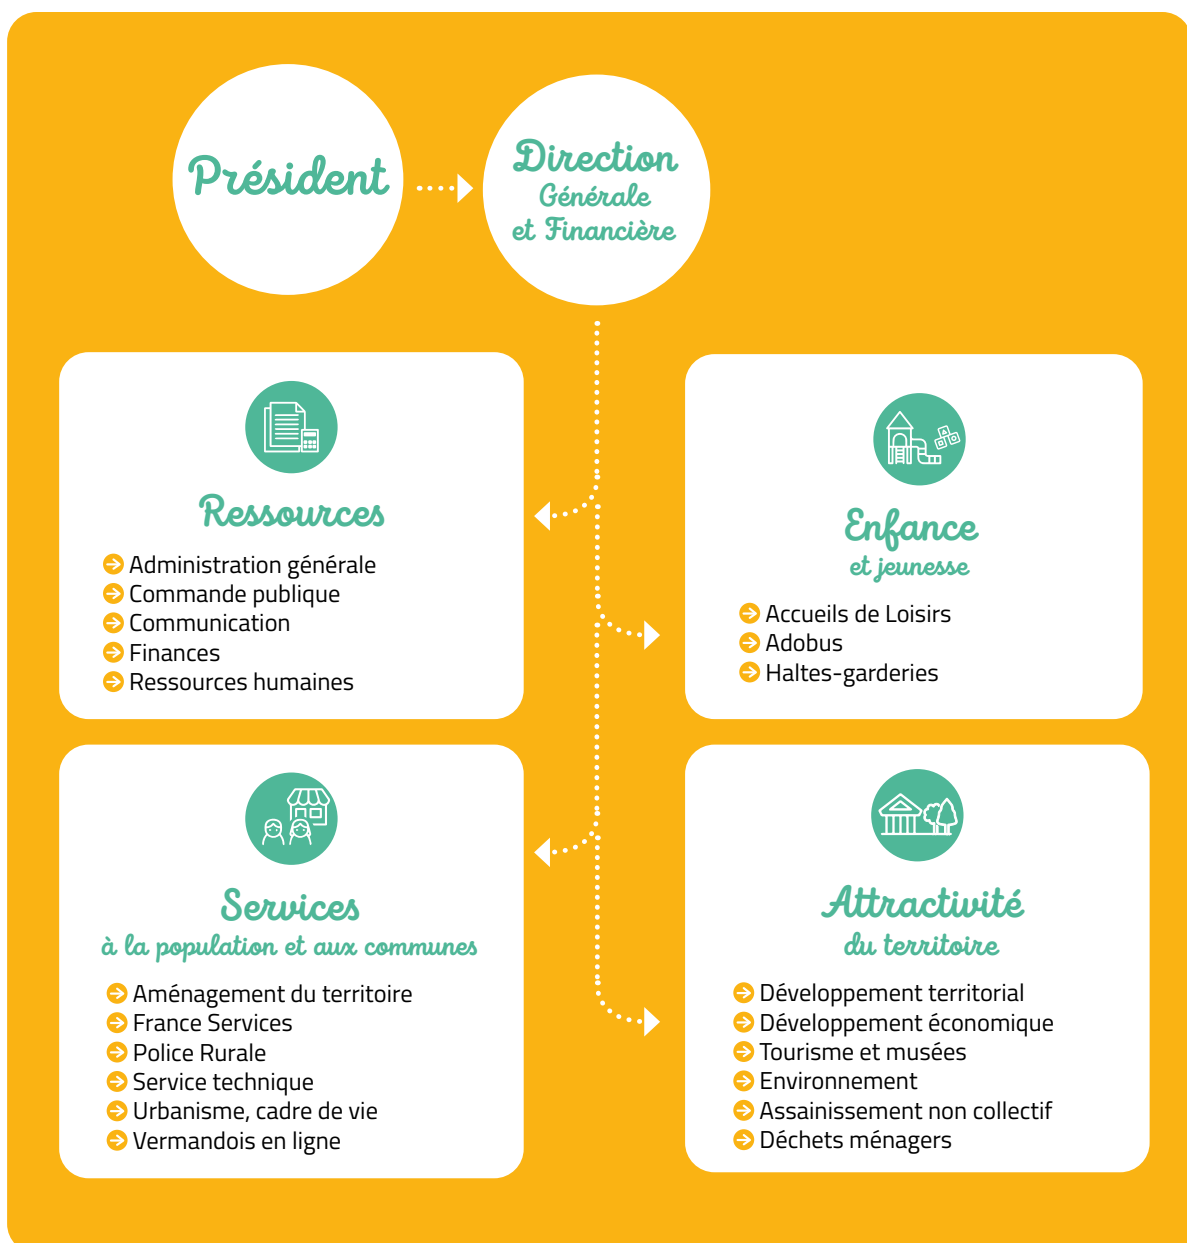 Président
Direction
Générale
et Financière
Ressources
Administration générale
Commande publique
Communication
Finances
Ressources humaines
Enfance
et jeunesse
Accueils de Loisirs
Adobus
Haltes-garderies
Services
à la population et aux communes
Aménagement du territoire
France Services
Police Rurale
Service technique
Urbanisme, cadre de vie
Vermandois en ligne
Attractivité
du territoire
Développement territorial
Développement économique
Tourisme et musées
Environnement
Assainissement non collectif
Déchets ménagers